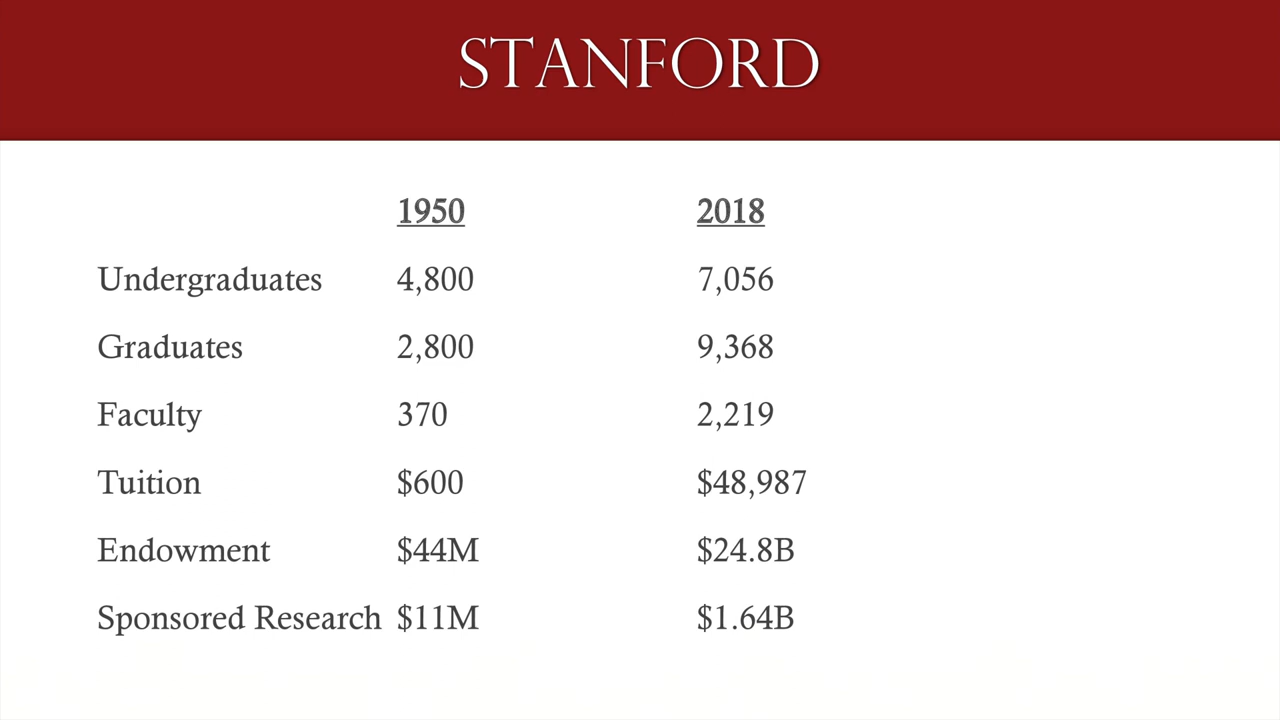 STANFORD
1950 2018
Undergraduates 4,800 7,056
Graduates 2,800 9,368
Faculty 370 2,219
Tuition $600 $48,987
Endowment $44M $24.8B
Sponsored Research $11M $1.64B